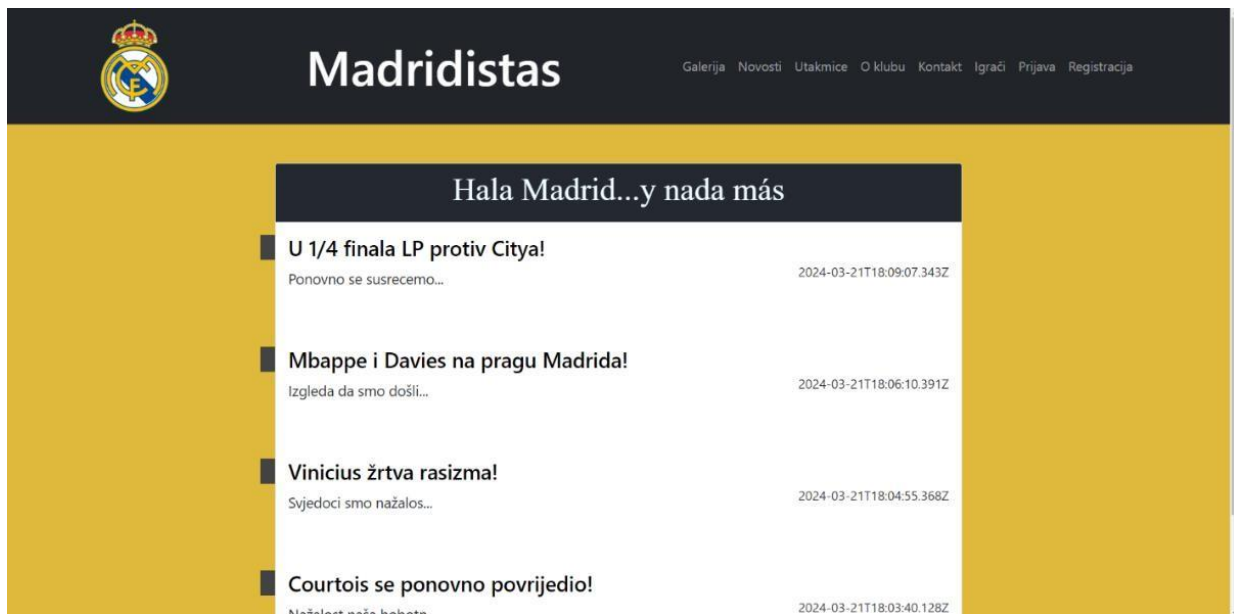 Madridistas
Galerija Novosti Utakmice O klubu Kontakt Igrači Prijava Registracija
Hala Madrid...y nada más
U 1/4 finala LP protiv Citya!
Ponovno se susrecemo...
2024-03-21T18:09:07.343Z
Mbappe i Davies na pragu Madrida!
Izgleda da smo došli...
2024-03-21T18:06:10.391Z
Vinicius žrtva rasizma!
Svjedoci smo nažalos...
2024-03-21T18:04:55.368Z
Courtois se ponovno povrijedio!
Nažalost naša
2024-03-21T18:03:40.128Z